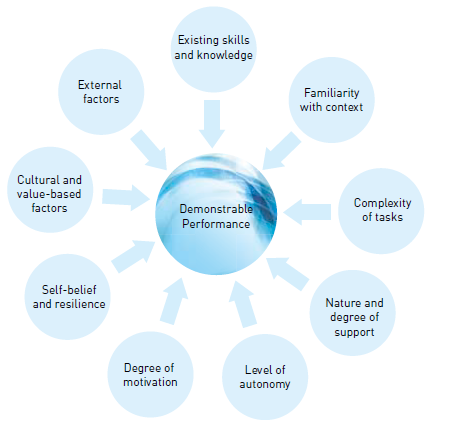 Existing skills
and knowledge
Familiarity
with context
Complexity
of tasks
Nature and
degree of
support
Level of
autonomy
Degree of
motivation
Self-belief
and resilience
Cultural and
value-based
factors
External
factors
Demonstrable
Performance